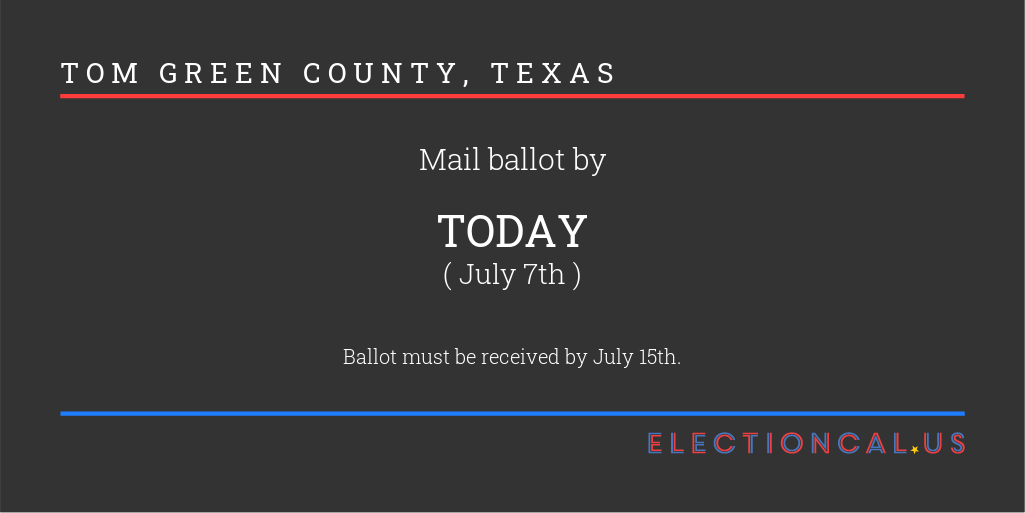 TOM GREEN COUNTY, TEXAS
Mail ballot by
TODAY
( July 7th )
Ballot must be received by July 15th.
ELECTIONCAL.US